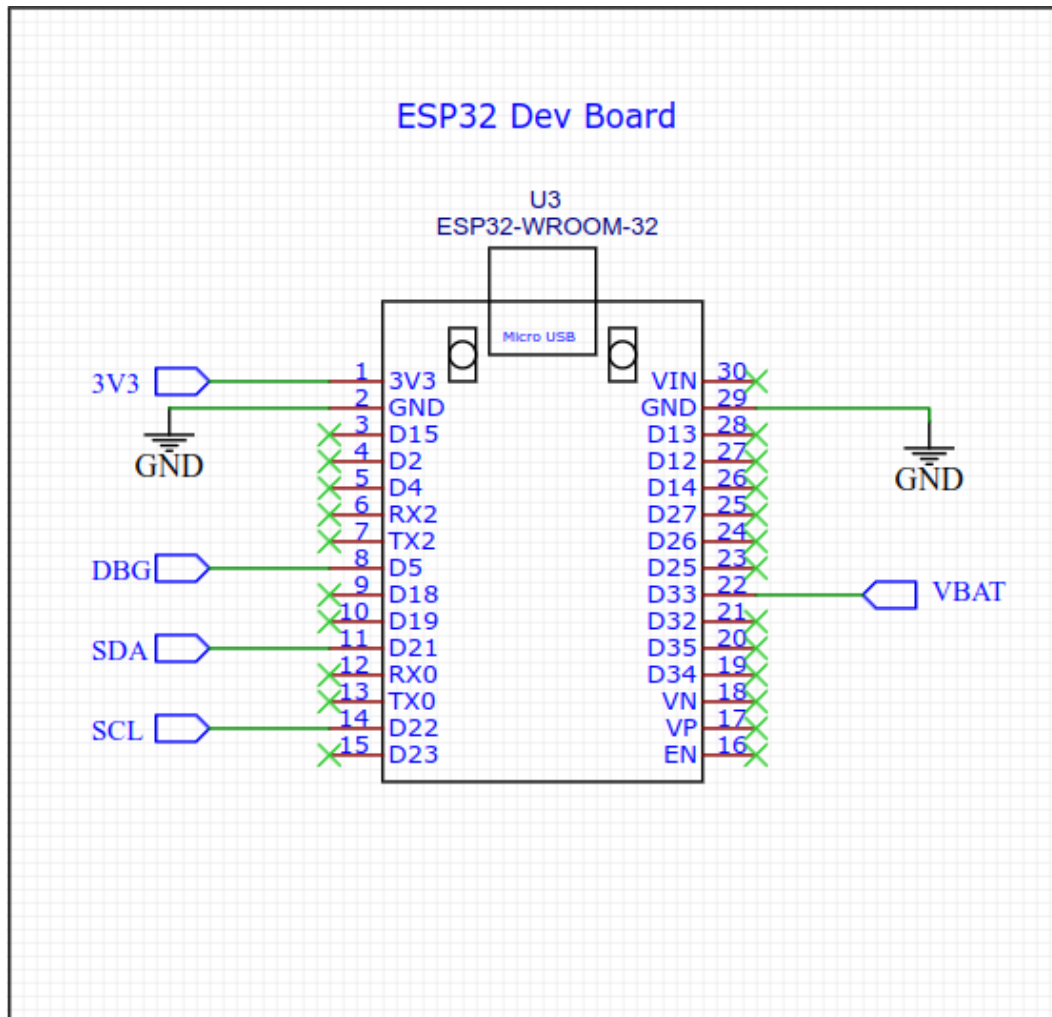 ESP32 Dev Board
U3
ESP32-WROOM-32
Micro USB
3V3 1 3V3 VIN 30
2 GND GND 29
GND 3 D15 D13 28
4 D2 D12 27 GND
5 D4 D14 26
6 RX2 D27 25
7 TX2 D26 24
DBG 8 D5 D25 23
9 D18 D33 22 VBAT
10 D19 D32 21
SDA 11 D21 D35 20
12 RX0 D34 19
13 TX0 VN 18
SCL 14 D22 VP 17
15 D23 EN 16